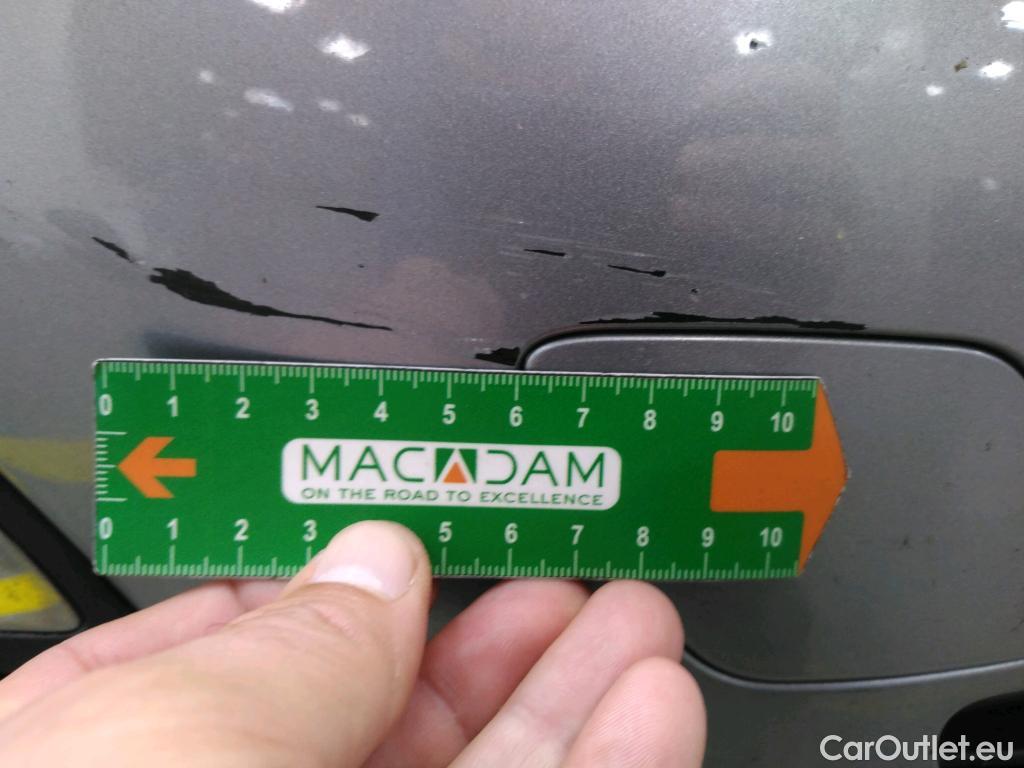 0 1 2 3 4 5 6 7 8 9 10
MACADAM
ON THE ROAD TO EXCELLENCE
0 1 2 3 5 6 7 8 9 10
CarOutlet.eu